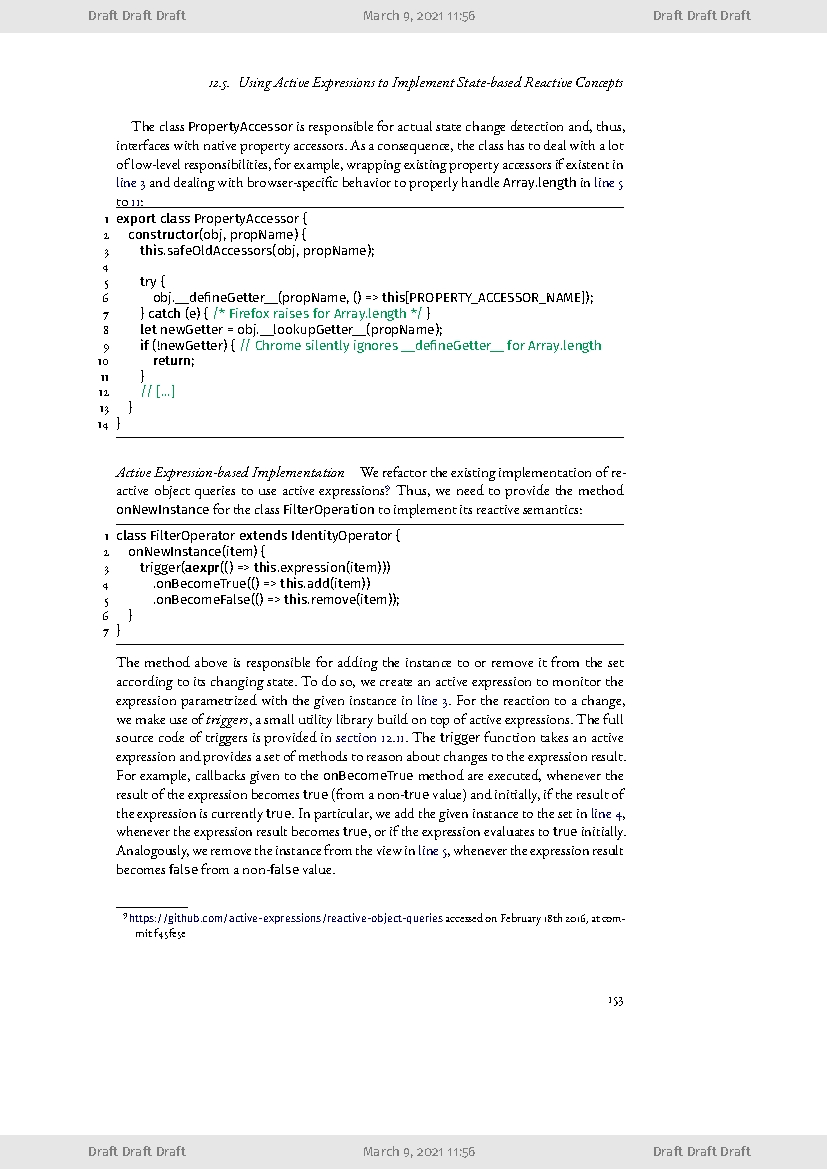 Draft Draft Draft March 9, 2021 11:56 Draft Draft Draft
12.5. Using Active Expressions to Implement State-based Reactive Concepts
The class PropertyAccessor is responsible for actual state change detection and, thus,
interfaces with native property accessors. As a consequence, the class has to deal with a lot
of low-level responsibilities, for example, wrapping existing property accessors if existent in
line 3 and dealing with browser-specific behavior to properly handle Array.length in line 5
to 11:
1 export class PropertyAccessor {
2 constructor(obj, propName) {
3 this.safeOldAccessors(obj, propName);
4
5 try {
6 obj.__defineGetter__(propName, () => this[PROPERTY_ACCESSOR_NAME]);
7 } catch (e) { /* Firefox raises for Array.length */ }
8 let newGetter = obj.__lookupGetter__(propName);
9 if (!newGetter) { // Chrome silently ignores __defineGetter__ for Array.length
10 return;
11 }
12 // [...]
13 }
14 }
Active Expression-based Implementation We refactor the existing implementation of re-
active object queries to use active expressions⁹ Thus, we need to provide the method
onNewInstance for the class FilterOperation to implement its reactive semantics:
1 class FilterOperator extends IdentityOperator {
2 onNewInstance(item) {
3 trigger(aexpr(() => this.expression(item)))
4 .onBecomeTrue(() => this.add(item))
5 .onBecomeFalse(() => this.remove(item));
6 }
7 }
The method above is responsible for adding the instance to or remove it from the set
according to its changing state. To do so, we create an active expression to monitor the
expression parametrized with the given instance in line 3. For the reaction to a change,
we make use of triggers, a small utility library build on top of active expressions. The full
source code of triggers is provided in section 12.11. The trigger function takes an active
expression and provides a set of methods to reason about changes to the expression result.
For example, callbacks given to the onBecomeTrue method are executed, whenever the
result of the expression becomes true (from a non-true value) and initially, if the result of
the expression is currently true. In particular, we add the given instance to the set in line 4,
whenever the expression result becomes true, or if the expression evaluates to true initially.
Analogously, we remove the instance from the view in line 5, whenever the expression result
becomes false from a non-false value.
⁹https://github.com/active-expressions/reactive-object-queries accessed on February 18th 2016, at com-
mit f45fe5e
153
Draft Draft Draft March 9, 2021 11:56 Draft Draft Draft